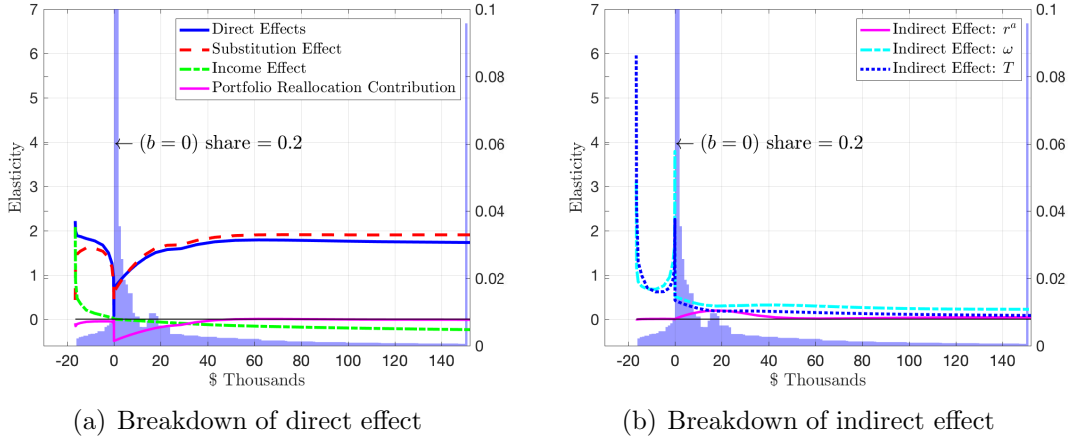 7
6
5
4
3
2
1
0
Elasticity
0.1
0.08
0.06
0.04
0.02
0
Direct Effects
Substitution Effect
Income Effect
Portfolio Reallocation Contribution
← (b = 0) share = 0.2
-20 0 20 40 60 80 100 120 140
$ Thousands
(a) Breakdown of direct effect
7
6
5
4
3
2
1
0
Elasticity
0.1
0.08
0.06
0.04
0.02
0
Indirect Effect: r^a
Indirect Effect: ω
Indirect Effect: T
← (b = 0) share = 0.2
-20 0 20 40 60 80 100 120 140
$ Thousands
(b) Breakdown of indirect effect